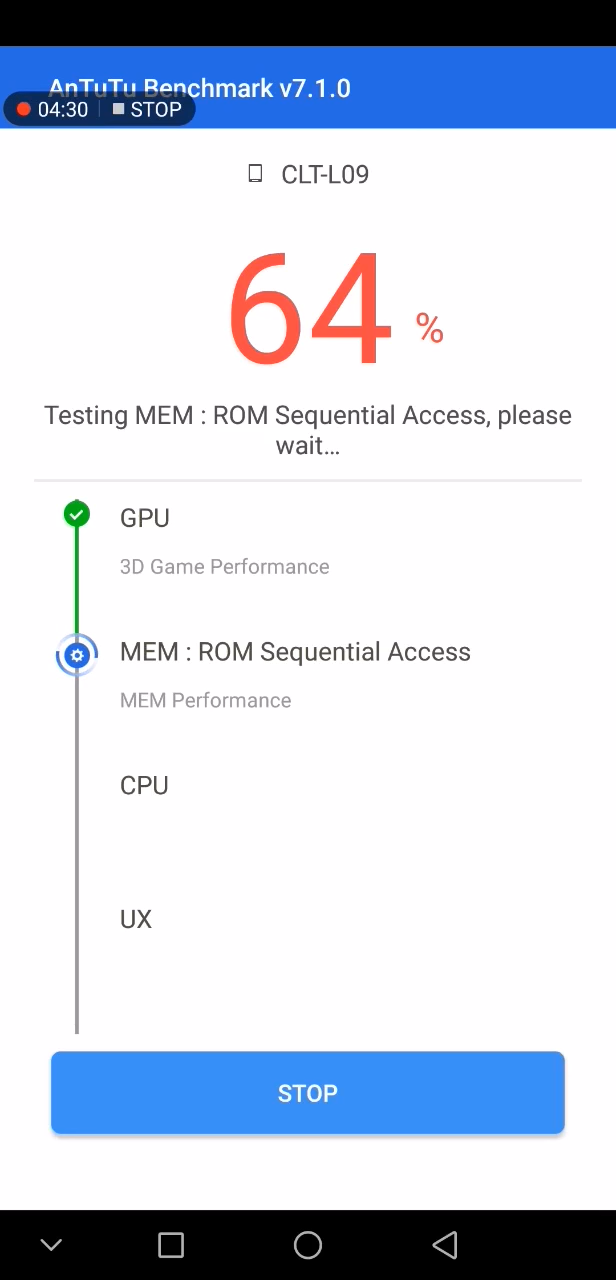 AnTuTu Benchmark v7.1.0
04:30 STOP
CLT-L09
64 %
Testing MEM : ROM Sequential Access, please
wait...
GPU
3D Game Performance
MEM : ROM Sequential Access
MEM Performance
CPU
UX
STOP